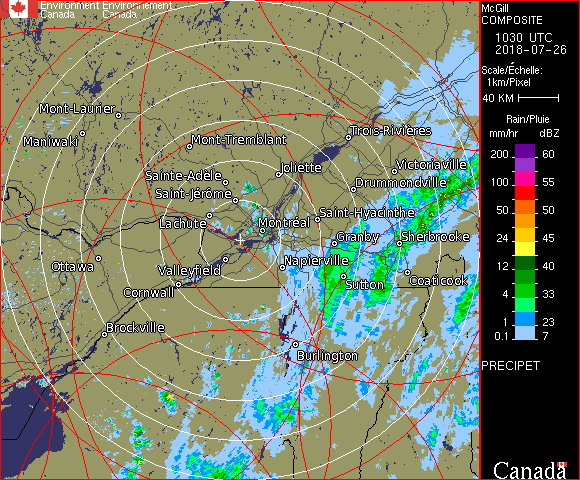 Environment Environnement
Canada Canada
McGill
COMPOSITE
1030 UTC
2018-07-26
Scale/Échelle:
1km/Pixel
40 KM
Rain/Pluie
mm/hr dBZ
200 60
100 55
50 50
24 45
12 40
4 33
2 30
1 23
0.1 7
PRECIPET
Canada
Mont-Laurier
Maniwaki
Mont-Tremblant
Trois-Rivières
Sainte-Adèle
Joliette
Victoriaville
Saint-Jérôme
Drummondville
Lachute
Montréal
Saint-Hyacinthe
Granby
Sherbrooke
Ottawa
Valleyfield
Napierville
Cornwall
Sutton
Coaticook
Brockville
Burlington